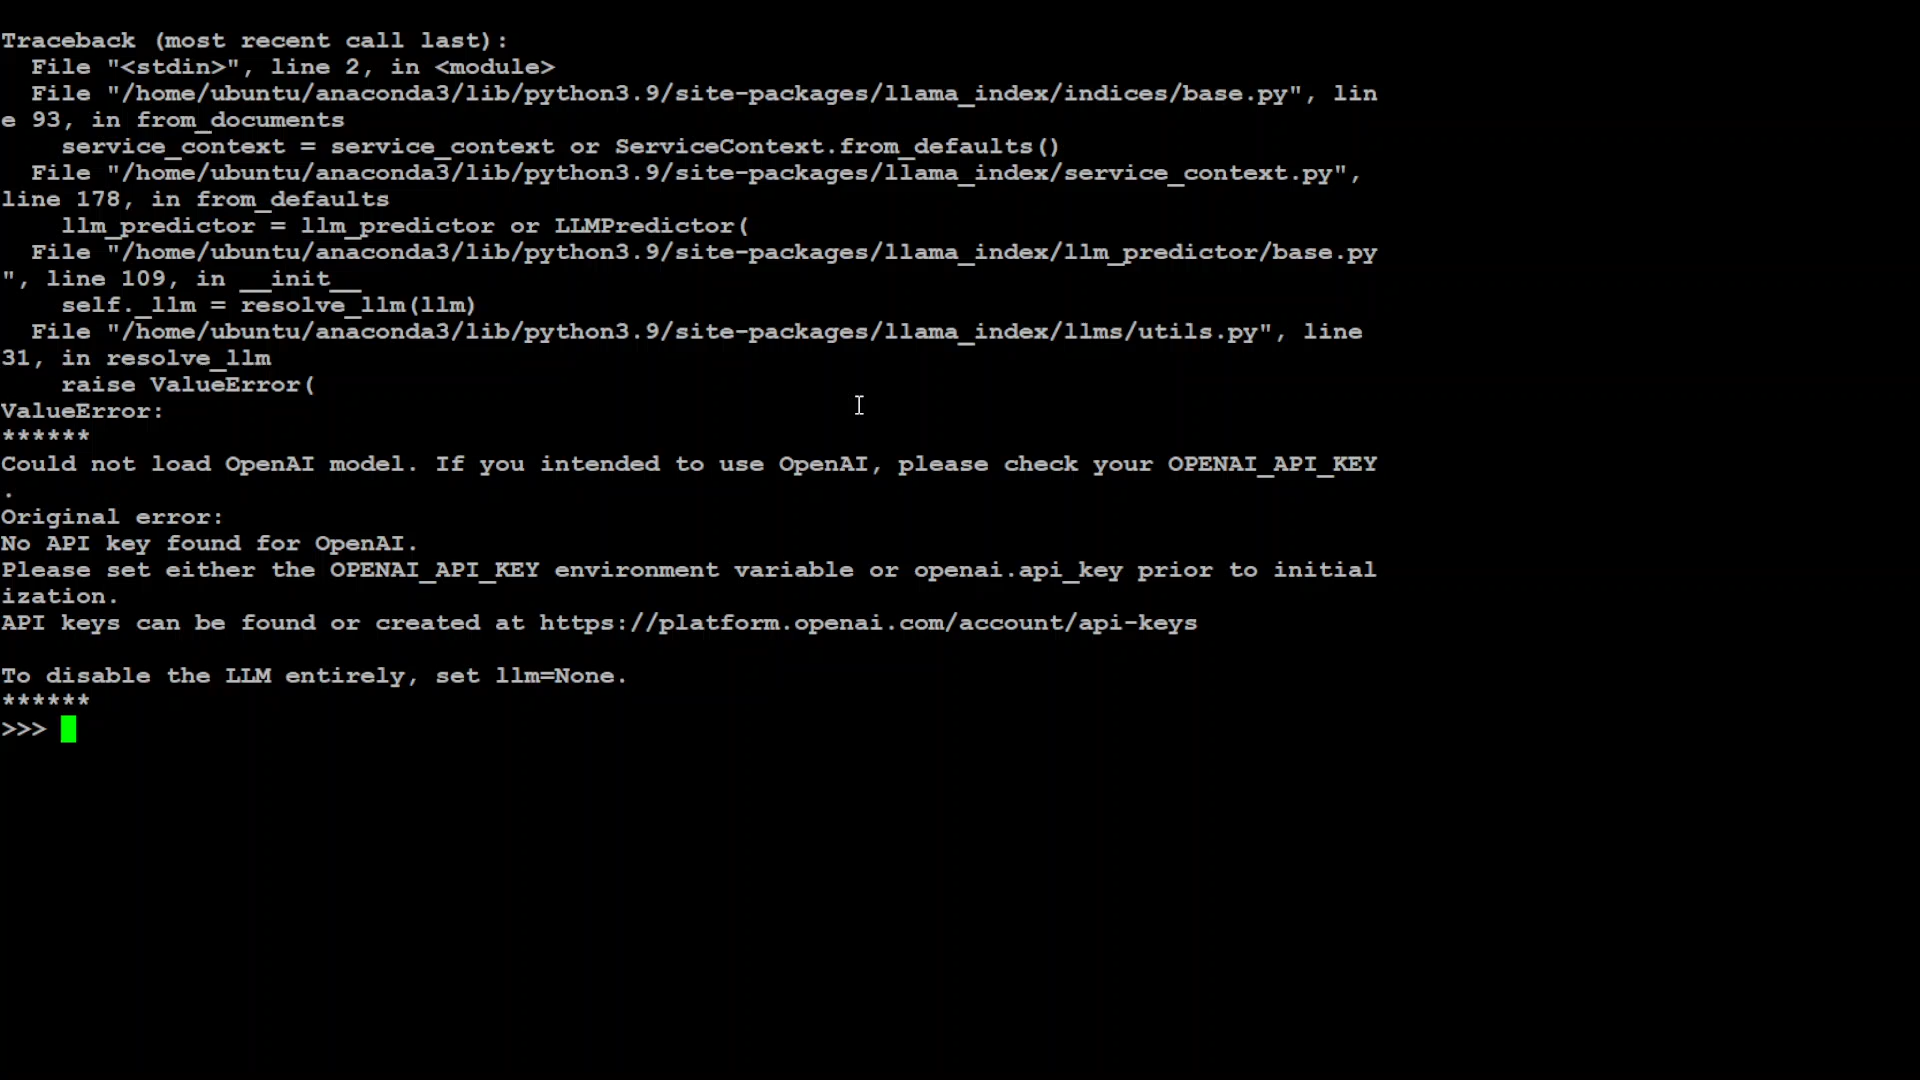 Traceback (most recent call last):
  File "<stdin>", line 2, in <module>
  File "/home/ubuntu/anaconda3/lib/python3.9/site-packages/llama_index/indices/base.py", lin
e 93, in from_documents
    service_context = service_context or ServiceContext.from_defaults()
  File "/home/ubuntu/anaconda3/lib/python3.9/site-packages/llama_index/service_context.py",
line 178, in from_defaults
    llm_predictor = llm_predictor or LLMPredictor(
  File "/home/ubuntu/anaconda3/lib/python3.9/site-packages/llama_index/llm_predictor/base.py
", line 109, in __init__
    self._llm = resolve_llm(llm)
  File "/home/ubuntu/anaconda3/lib/python3.9/site-packages/llama_index/llms/utils.py", line
31, in resolve_llm
    raise ValueError(
ValueError:
******
Could not load OpenAI model. If you intended to use OpenAI, please check your OPENAI_API_KEY
.
Original error:
No API key found for OpenAI.
Please set either the OPENAI_API_KEY environment variable or openai.api_key prior to initial
ization.
API keys can be found or created at https://platform.openai.com/account/api-keys

To disable the LLM entirely, set llm=None.
******
>>>